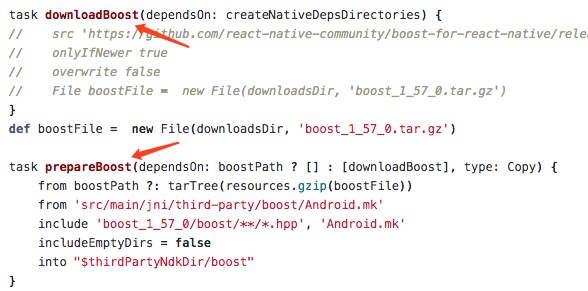 task downloadBoost(dependsOn: createNativeDepsDirectories) {
//    src 'https://github.com/react-native-community/boost-for-react-native/rele
//    onlyIfNewer true
//    overwrite false
//    File boostFile =  new File(downloadsDir, 'boost_1_57_0.tar.gz')
}
def boostFile =  new File(downloadsDir, 'boost_1_57_0.tar.gz')

task prepareBoost(dependsOn: boostPath ? [] : [downloadBoost], type: Copy) {
    from boostPath ?: tarTree(resources.gzip(boostFile))
    from 'src/main/jni/third-party/boost/Android.mk'
    include 'boost_1_57_0/boost/**/*.hpp', 'Android.mk'
    includeEmptyDirs = false
    into "$thirdPartyNdkDir/boost"
}